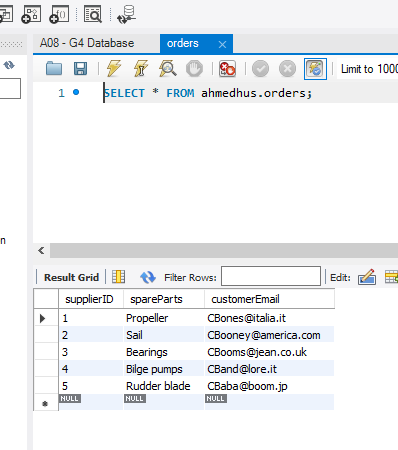 A08 - G4 Database orders ×
Limit to 1000
1 SELECT * FROM ahmedhus.orders;
n
Result Grid Filter Rows: Edit:
supplierID spareParts customerEmail
1 Propeller CBones@italia.it
2 Sail CBooney@america.com
3 Bearings CBooms@jean.co.uk
4 Bilge pumps CBand@lore.it
5 Rudder blade CBaba@boom.jp
NULL NULL NULL